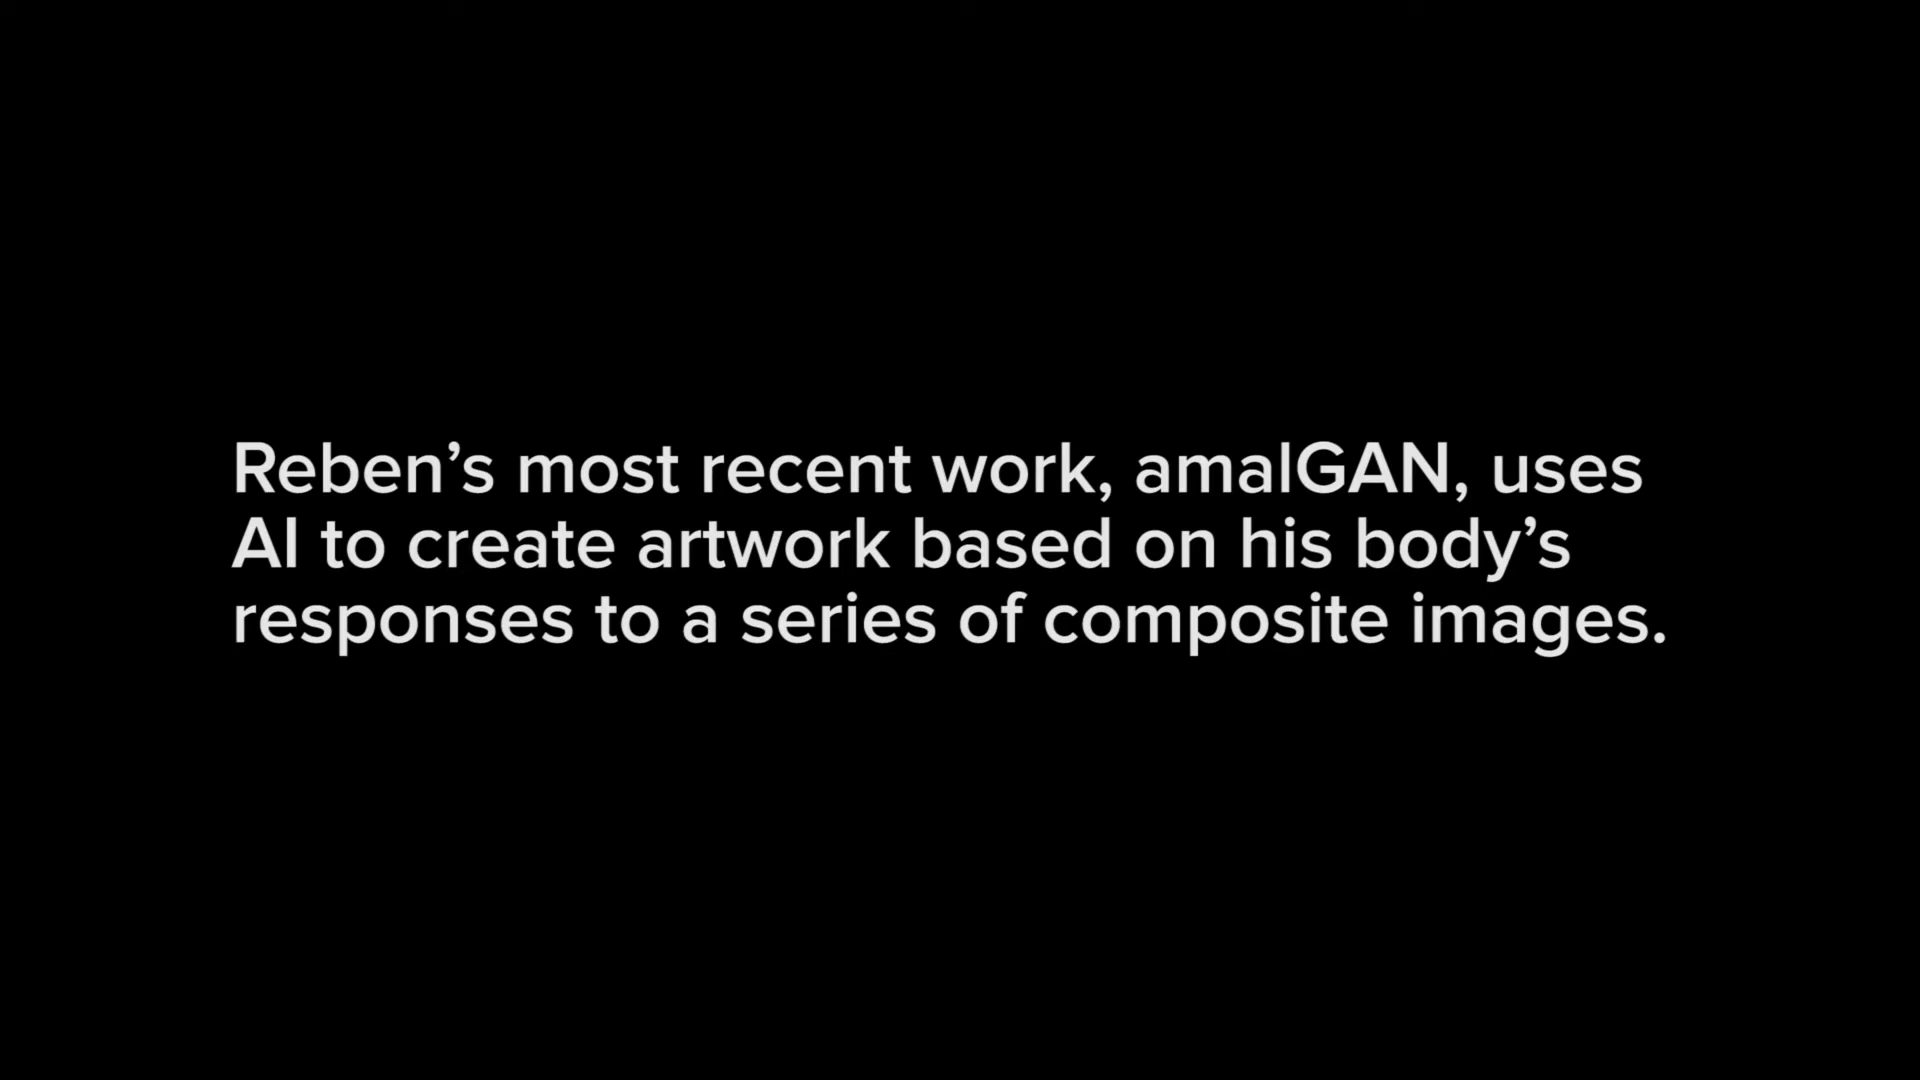 Reben’s most recent work, amalGAN, uses
AI to create artwork based on his body’s
responses to a series of composite images.